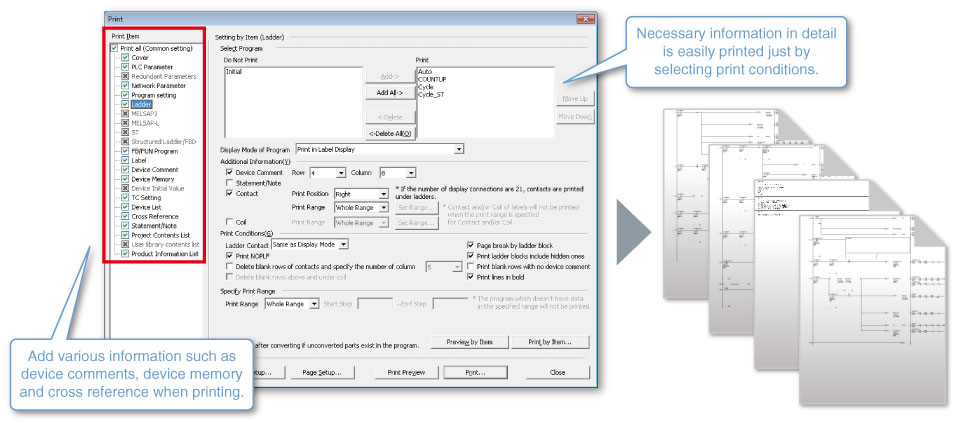 Print
Print Item
Print all (Common setting)
Cover
PLC Parameter
Redundant Parameters
Network Parameter
Program setting
Ladder
MELSAP3
MELSAP-L
ST
Structured Ladder/FBD
FB/FUN Program
Label
Device Comment
Device Memory
Device Initial Value
TC Setting
Device List
Cross Reference
Statement/Note
Project Contents List
User library contents list
Product Information List
Setting by Item (Ladder)
Select Program
Do Not Print
Initial
Add->
Add All->
<-Delete
<-Delete All(O)
Print
Auto
COUNTUP
Cycle
Cycle_ST
Move Up
Move Down
Display Mode of Program Print in Label Display
Additional Information(Y)
Device Comment Row 4 Column 8
Statement/Note
Contact Print Position Right * If the number of display connections are 21, contacts are printed
under ladders.
Print Range Whole Range Set Range... * Contact and/or Coil of labels will not be printed
when the print range is specified
for Contact and/or Coil.
Coil Print Range Whole Range Set Range...
Print Conditions(G)
Ladder Contact Same as Display Mode
Print NOPLF
Delete blank rows of contacts and specify the number of column 5
Delete blank rows above and under coil
Page break by ladder block
Print ladder blocks include hidden ones
Print blank rows with no device comment
Print lines in bold
Specify Print Range
Print Range Whole Range Start Step --End Step * The program which doesn't have data
in the specified range will not be printed
after converting if unconverted parts exist in the program.
Preview by Item Print by Item...
Page Setup... Print Preview Print... Close
Necessary information in detail
is easily printed just by
selecting print conditions.
Add various information such as
device comments, device memory
and cross reference when printing.